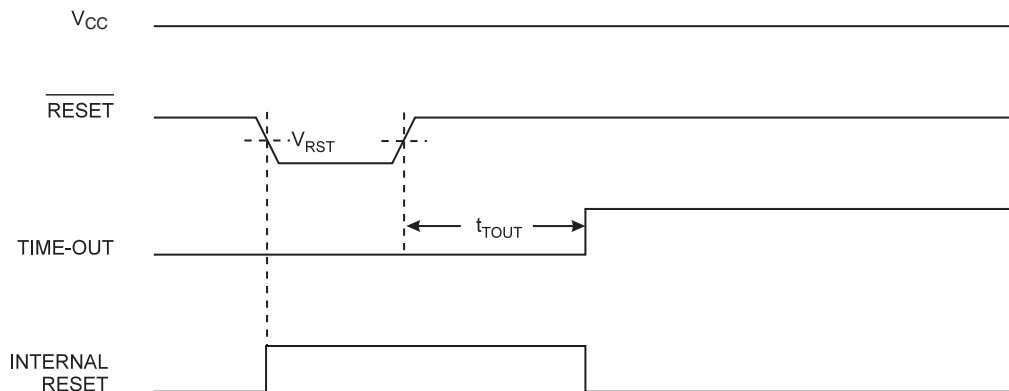 VCC
RESET
VRST
tTOUT
TIME-OUT
INTERNAL
RESET